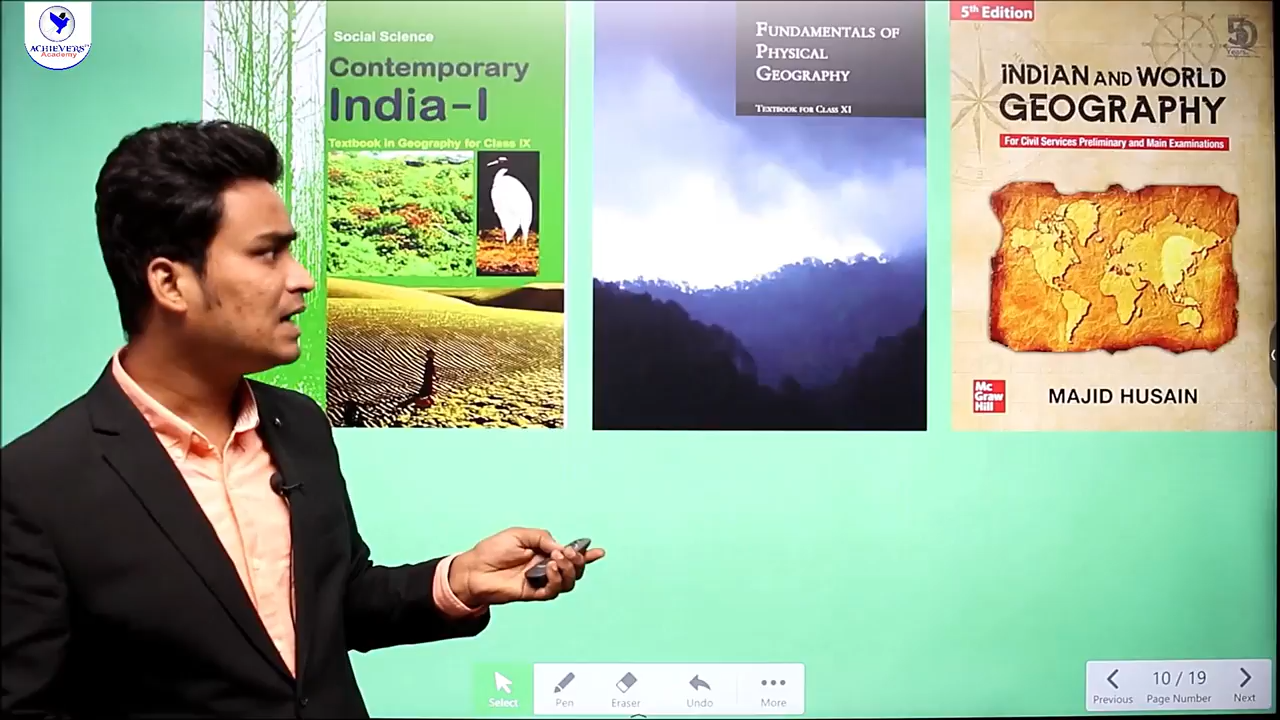 ACHIEVERS
Academy
Social Science
Contemporary
India-I
Textbook in Geography for Class IX
FUNDAMENTALS OF
PHYSICAL
GEOGRAPHY
TEXTBOOK FOR CLASS XI
5th Edition
50
Years
INDIAN AND WORLD
GEOGRAPHY
For Civil Services Preliminary and Main Examinations
Mc
Graw
Hill
MAJID HUSAIN
Select
Pen
Eraser
Undo
More
Previous
10 / 19
Page Number
Next